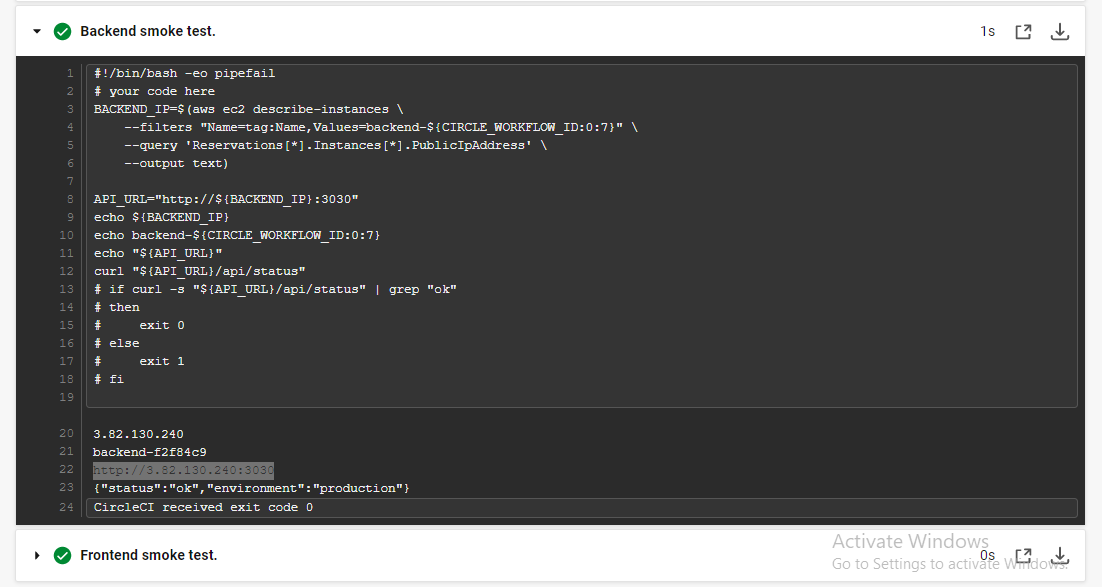 Backend smoke test.
1s
1 #!/bin/bash -eo pipefail
2 # your code here
3 BACKEND_IP=$(aws ec2 describe-instances \
4     --filters "Name=tag:Name,Values=backend-${CIRCLE_WORKFLOW_ID:0:7}" \
5     --query 'Reservations[*].Instances[*].PublicIpAddress' \
6     --output text)
7
8 API_URL="http://${BACKEND_IP}:3030"
9 echo ${BACKEND_IP}
10 echo backend-${CIRCLE_WORKFLOW_ID:0:7}
11 echo "${API_URL}"
12 curl "${API_URL}/api/status"
13 # if curl -s "${API_URL}/api/status" | grep "ok"
14 # then
15 #     exit 0
16 # else
17 #     exit 1
18 # fi
19
20 3.82.130.240
21 backend-f2f84c9
22 http://3.82.130.240:3030
23 {"status":"ok","environment":"production"}
24 CircleCI received exit code 0
Frontend smoke test.
0s
Activate Windows
Go to Settings to activate Windows.